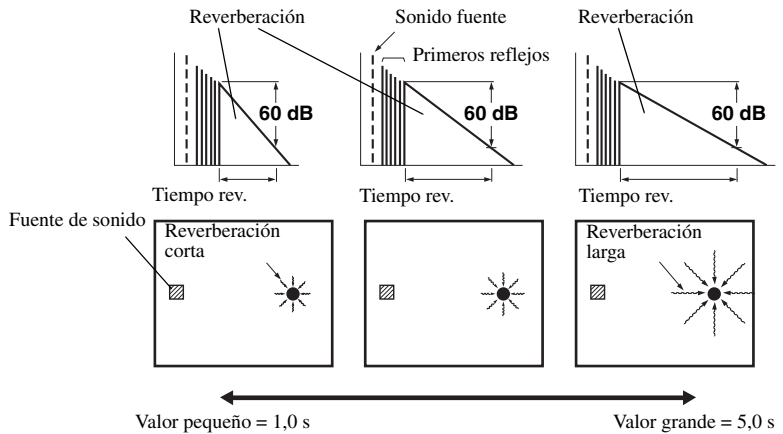 Reverberación
Sonido fuente
Reverberación
Primeros reflejos
60 dB
60 dB
60 dB
Tiempo rev.
Tiempo rev.
Tiempo rev.
Fuente de sonido
Reverberación
corta
Reverberación
larga
Valor pequeño = 1,0 s
Valor grande = 5,0 s